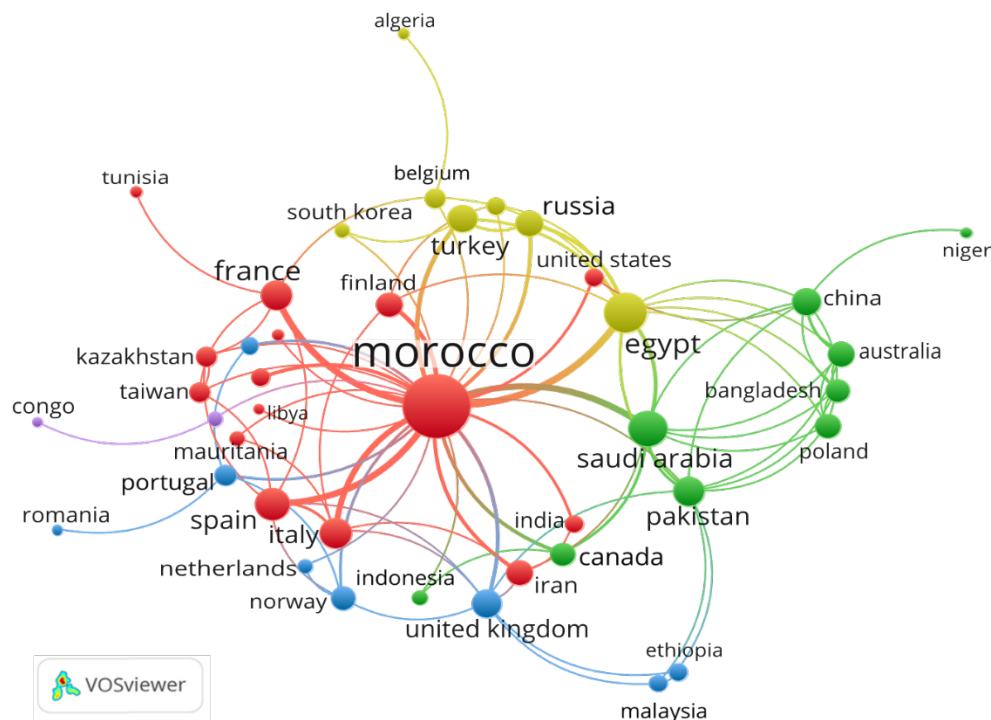 algeria
tunisia
belgium
south korea
russia
turkey
niger
united states
france
finland
china
egypt
morocco
kazakhstan
australia
taiwan
bangladesh
congo
libya
mauritania
poland
saudi arabia
portugal
spain
pakistan
romania
italy
india
canada
netherlands
indonesia
iran
norway
united kingdom
ethiopia
malaysia
VOSviewer